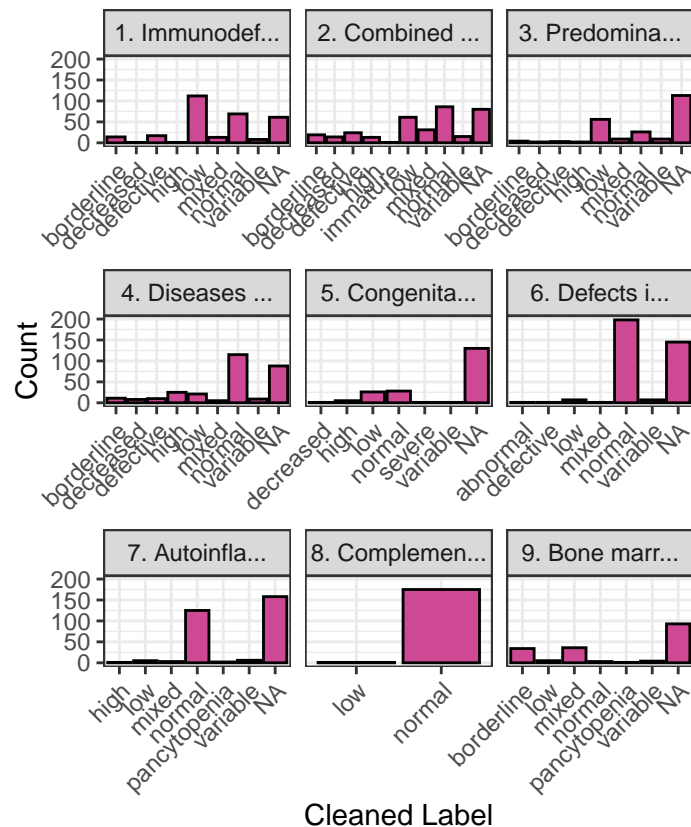 1. Immunodef...
2. Combined ...
3. Predomina...
200
150
100
50
0
borderline
decreased
defective
high
low
mixed
normal
variable
NA
borderline
decreased
defective
high
immature
low
mixed
normal
variable
NA
borderline
decreased
defective
high
low
mixed
normal
variable
NA
4. Diseases ...
5. Congenita...
6. Defects i...
Count
200
150
100
50
0
borderline
decreased
defective
high
low
mixed
normal
variable
NA
decreased
high
low
normal
severe
variable
NA
abnormal
defective
low
mixed
normal
variable
NA
7. Autoinfla...
8. Complemen...
9. Bone marr...
200
150
100
50
0
high
low
mixed
normal
pancytopenia
variable
NA
low
normal
borderline
low
mixed
normal
pancytopenia
variable
NA
Cleaned Label